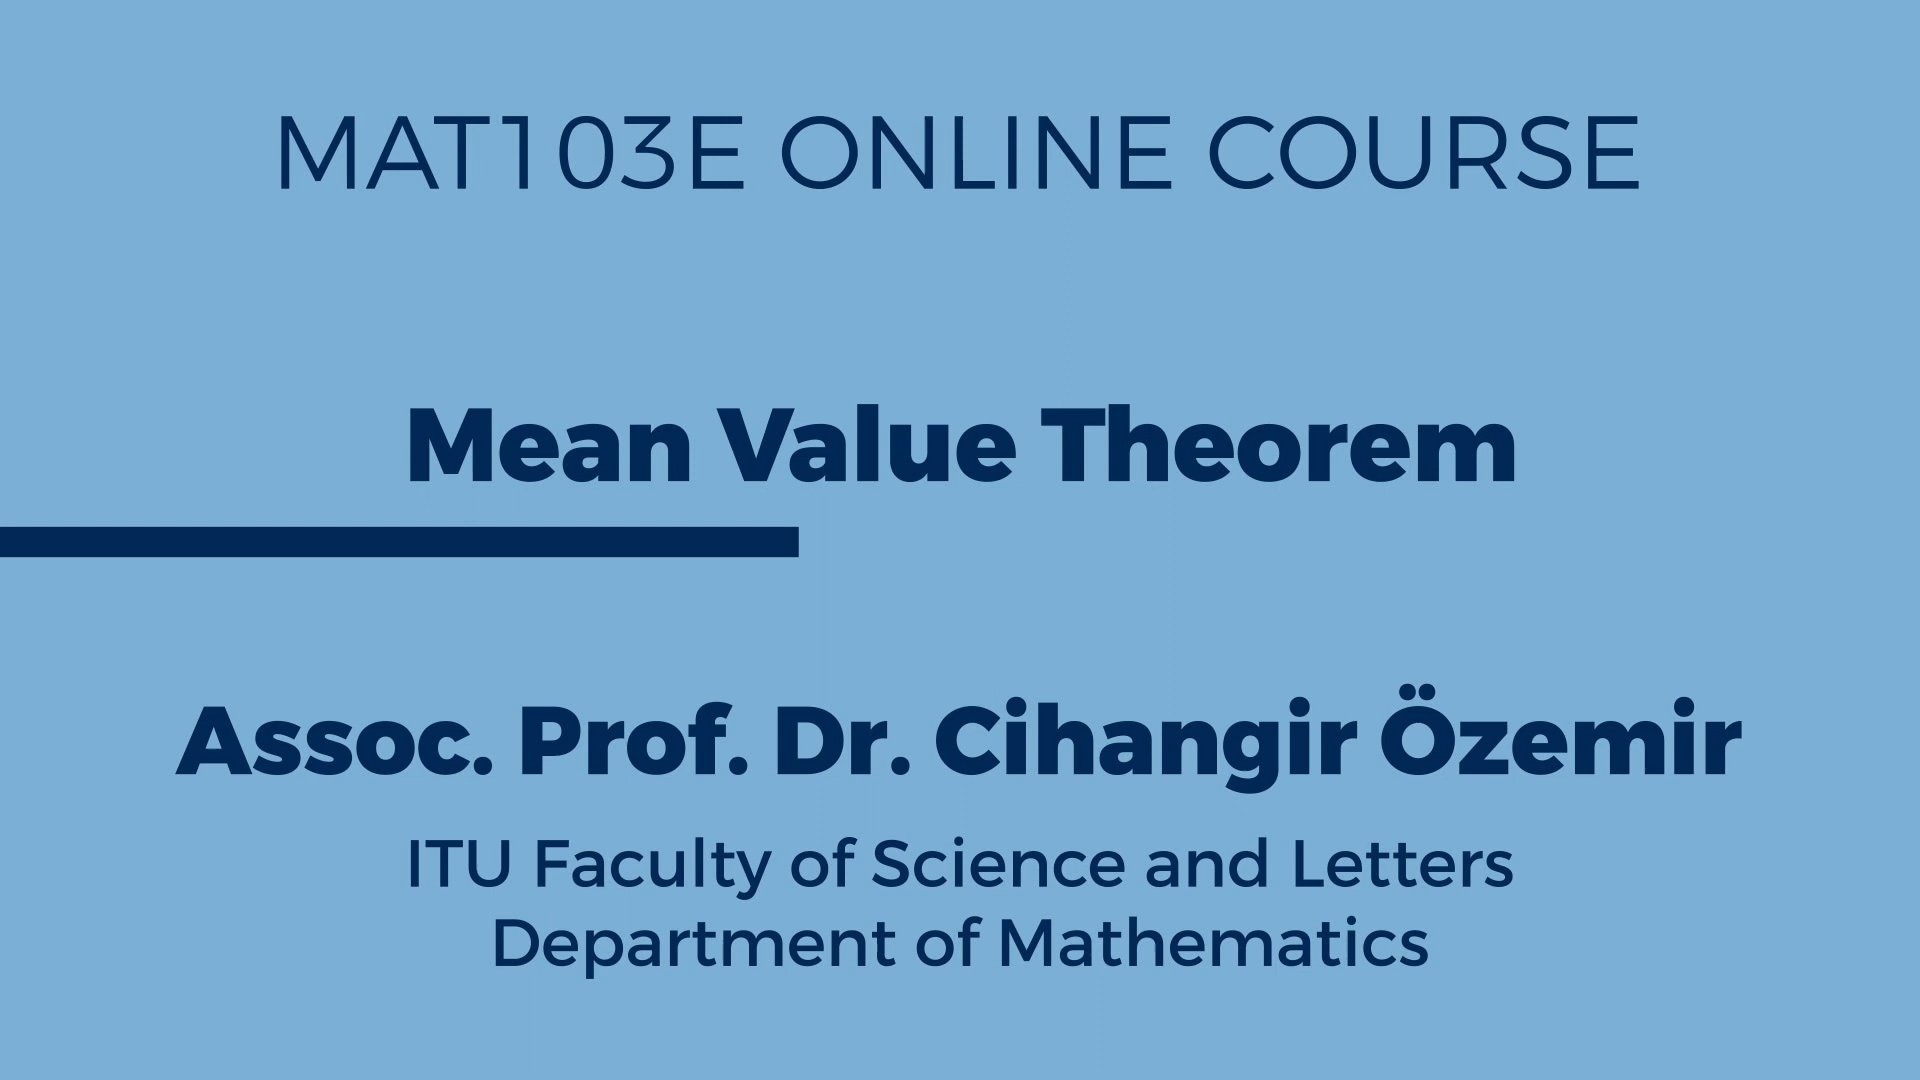 MAT103E ONLINE COURSE
Mean Value Theorem
Assoc. Prof. Dr. Cihangir Özemir
ITU Faculty of Science and Letters
Department of Mathematics